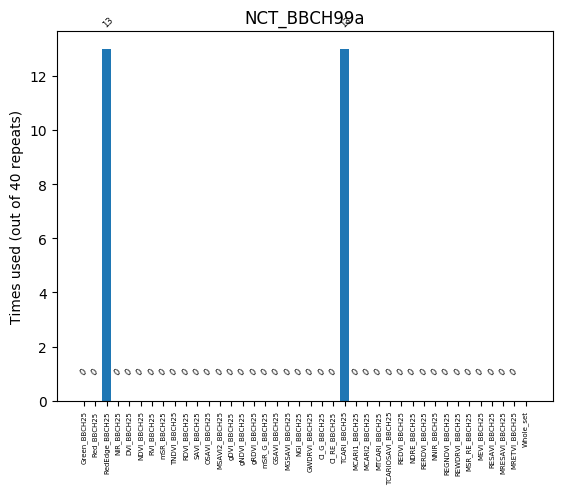 NCT_BBCH99a
Times used (out of 40 repeats)
12
10
8
6
4
2
0
13
13
0 0 0 0 0 0 0 0 0 0 0 0 0 0 0 0 0 0 0 0 0 0 0 0 0 0 0 0 0 0 0 0 0 0 0 0 0
Green_BBCH25
Red_BBCH25
RedEdge_BBCH25
NIR_BBCH25
DVI_BBCH25
NDVI_BBCH25
RVI_BBCH25
mSR_BBCH25
TNDVI_BBCH25
RDVI_BBCH25
SAVI_BBCH25
OSAVI_BBCH25
MSAVI2_BBCH25
gDVI_BBCH25
gNDVI_BBCH25
gRDVI_BBCH25
mSR_G_BBCH25
GSAVI_BBCH25
MGSAVI_BBCH25
NGI_BBCH25
GWDRVI_BBCH25
CI_G_BBCH25
CI_RE_BBCH25
TCARI_BBCH25
MCARI1_BBCH25
MCARI2_BBCH25
MTCARI_BBCH25
TCARIOSAVI_BBCH25
REDVI_BBCH25
NDRE_BBCH25
RERDVI_BBCH25
NNIR_BBCH25
REGNDVI_BBCH25
REWDRVI_BBCH25
MSR_RE_BBCH25
MEVI_BBCH25
RESAVI_BBCH25
MRESAVI_BBCH25
MRETVI_BBCH25
Whole_set